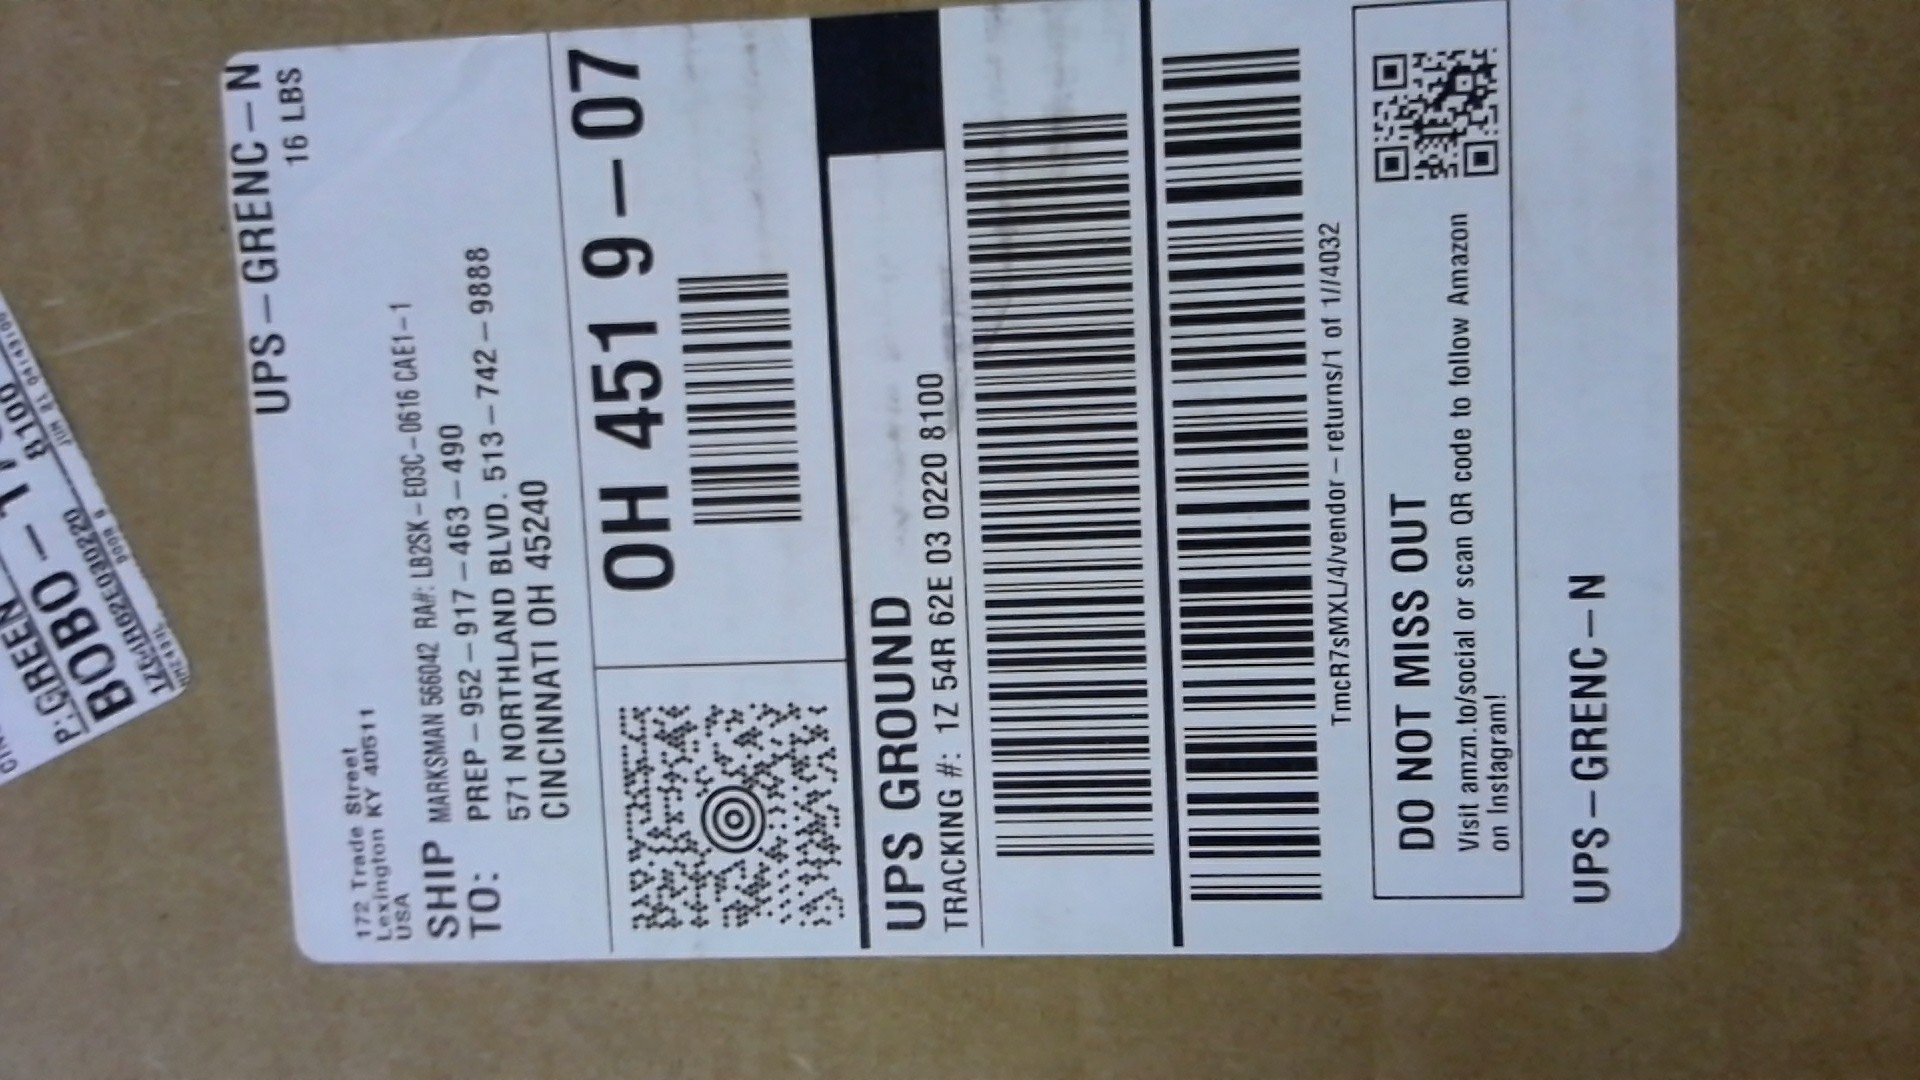 UPS-GRENC-N
16 LBS
172 Trade Street
Lexington KY 40511
USA
SHIP
TO:
MARKSMAN 566042 RA#: LB2SK-E03C-0616 CAE1-1
PREP-952-917-463-490
571 NORTHLAND BLVD. 513-742-9888
CINCINNATI OH 45240
OH 451 9-07
UPS GROUND
TRACKING #: 1Z 54R 62E 03 0220 8100
TmcR7sMXL/4/vendor-returns/1 of 1//4032
DO NOT MISS OUT
Visit amzn.to/social or scan QR code to follow Amazon
on Instagram!
UPS-GRENC-N
P:GREEN
8100
BOBO-